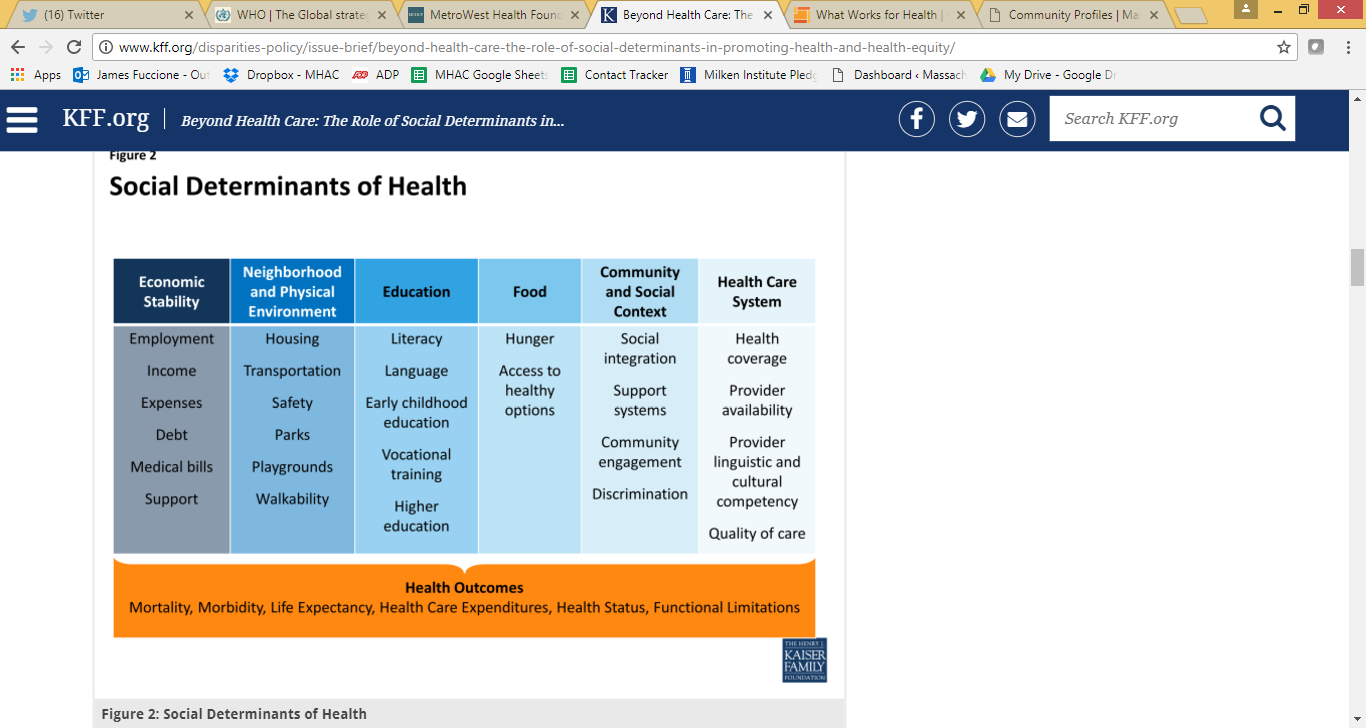 (16) Twitter
WHO | The Global strate
MetroWest Health Foun
Beyond Health Care: The
What Works for Health |
Community Profiles | Ma
www.kff.org/disparities-policy/issue-brief/beyond-health-care-the-role-of-social-determinants-in-promoting-health-and-health-equity/
Apps
James Fuccione - Out
Dropbox - MHAC
ADP
MHAC Google Sheets
Contact Tracker
Milken Institute Pledg
Dashboard ‹ Massach
My Drive - Google Dr
KFF.org
Beyond Health Care: The Role of Social Determinants in...
Search KFF.org
Figure 2
Social Determinants of Health
Economic
Stability
Employment
Income
Expenses
Debt
Medical bills
Support
Neighborhood
and Physical
Environment
Housing
Transportation
Safety
Parks
Playgrounds
Walkability
Education
Literacy
Language
Early childhood
education
Vocational
training
Higher
education
Food
Hunger
Access to
healthy
options
Community
and Social
Context
Social
integration
Support
systems
Community
engagement
Discrimination
Health Care
System
Health
coverage
Provider
availability
Provider
linguistic and
cultural
competency
Quality of care
Health Outcomes
Mortality, Morbidity, Life Expectancy, Health Care Expenditures, Health Status, Functional Limitations
THE HENRY J.
KAISER
FAMILY
FOUNDATION
Figure 2: Social Determinants of Health